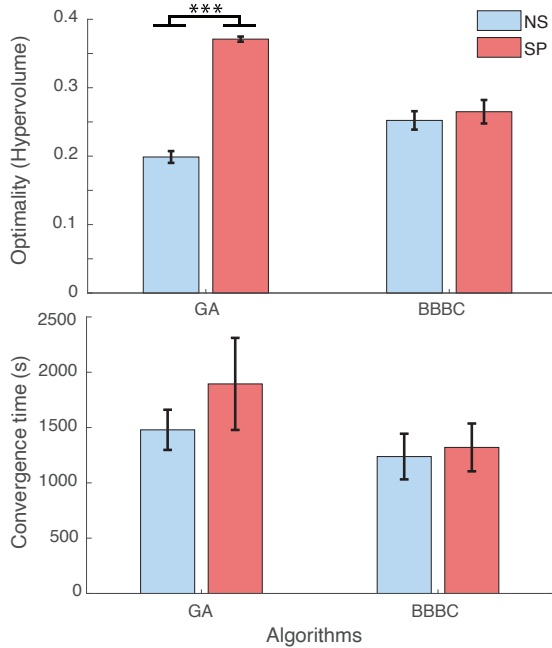 ***
NS
SP
Optimality (Hypervolume)
0.4
0.3
0.2
0.1
0
GA
BBBC
Convergence time (s)
2500
2000
1500
1000
500
0
GA
BBBC
Algorithms